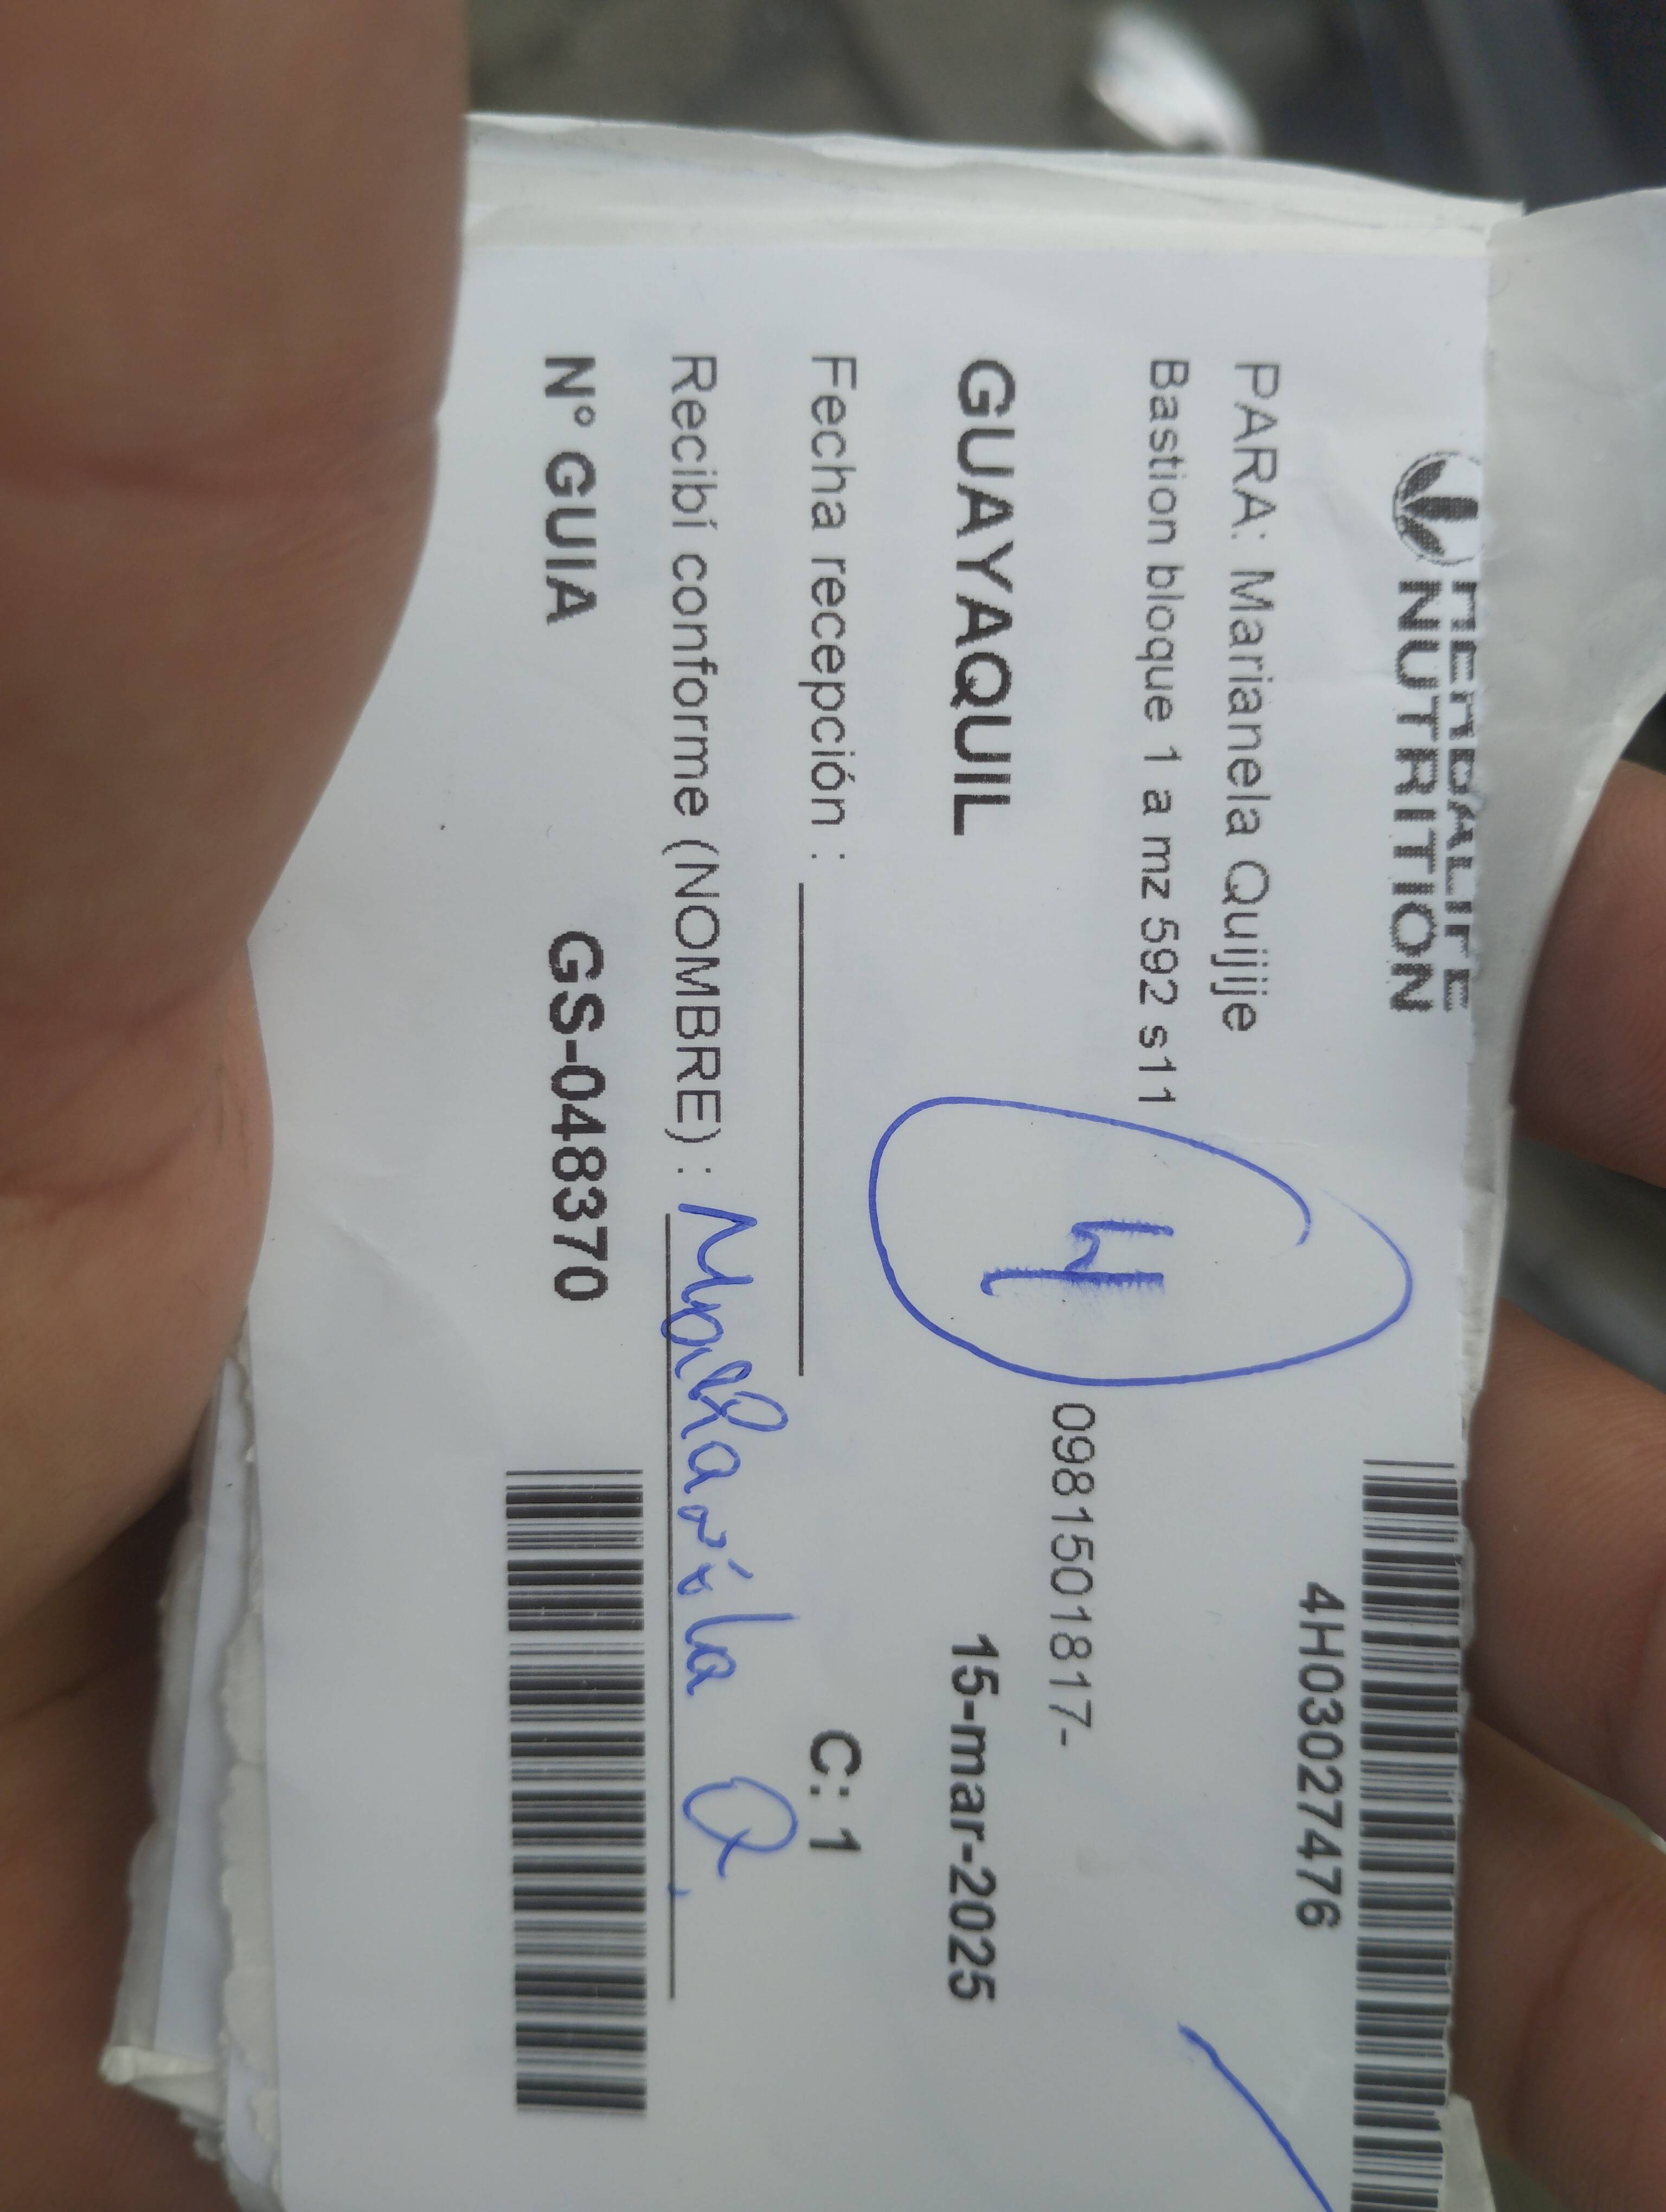 HERBALIFE
NUTRITION
4H03027476
PARA: Marianela Quijije
Bastion bloque 1 a mz 592 s11
4
0981501817-
GUAYAQUIL 15-mar-2025
Fecha recepción : C: 1
Recibí conforme (NOMBRE) : Q
N° GUIA GS-048370